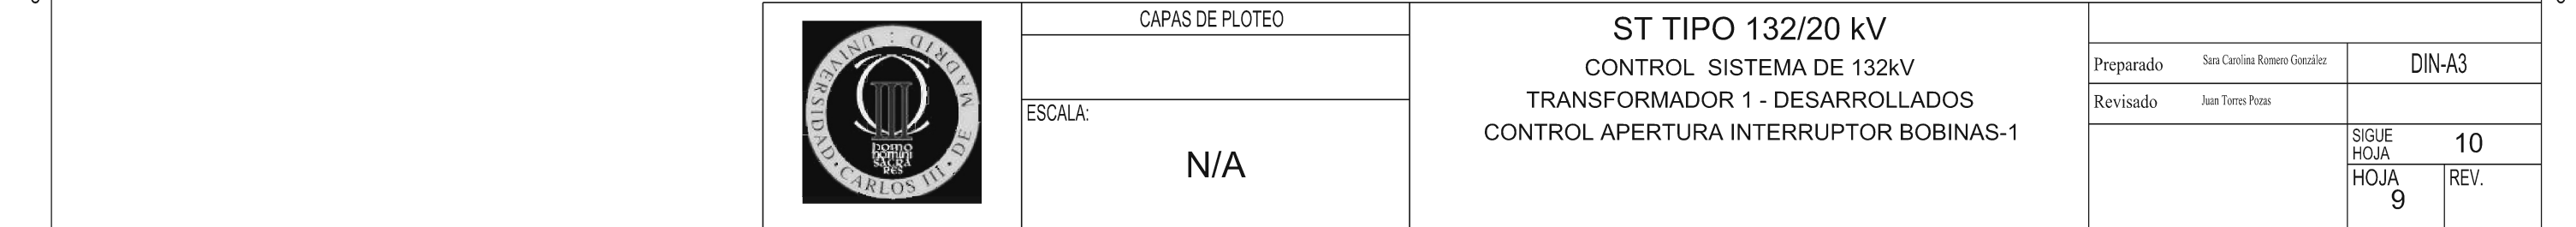 UNIVERSIDAD · CARLOS III · DE MADRID :
homo
homini
SACRA
RES
CAPAS DE PLOTEO
ESCALA:
N/A
ST TIPO 132/20 kV
CONTROL SISTEMA DE 132kV
TRANSFORMADOR 1 - DESARROLLADOS
CONTROL APERTURA INTERRUPTOR BOBINAS-1
Preparado Sara Carolina Romero González DIN-A3
Revisado Juan Torres Pozas
SIGUE
HOJA 10
HOJA
9
REV.